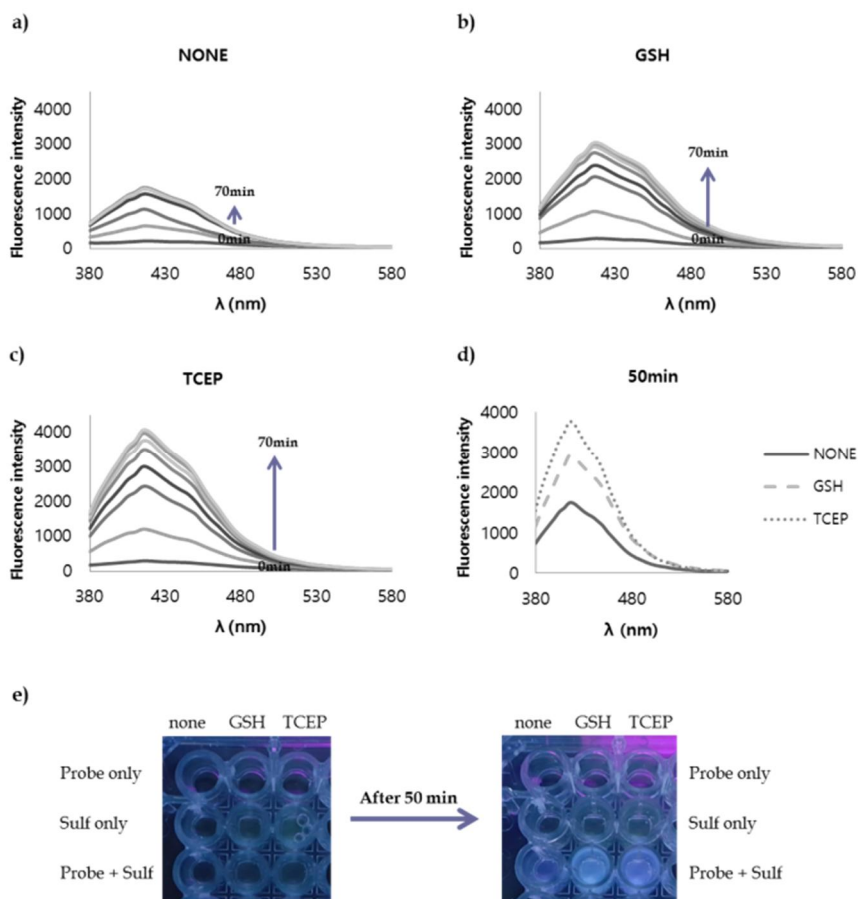 a)
NONE
Fluorescence intensity
4000
3000
2000
1000
0
70min
0min
380 430 480 530 580
λ (nm)
b)
GSH
Fluorescence intensity
4000
3000
2000
1000
0
70min
0min
380 430 480 530 580
λ (nm)
c)
TCEP
Fluorescence intensity
4000
3000
2000
1000
0
70min
0min
380 430 480 530 580
λ (nm)
d)
50min
Fluorescence intensity
4000
3000
2000
1000
0
380 480 580
λ (nm)
NONE
GSH
TCEP
e)
none GSH TCEP
Probe only
Sulf only
Probe + Sulf
After 50 min
none GSH TCEP
Probe only
Sulf only
Probe + Sulf